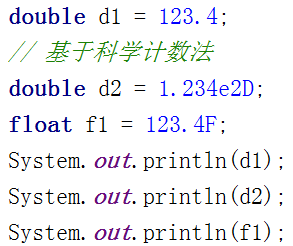 double d1 = 123.4;
// 基于科学计数法
double d2 = 1.234e2D;
float f1 = 123.4F;
System.out.println(d1);
System.out.println(d2);
System.out.println(f1);